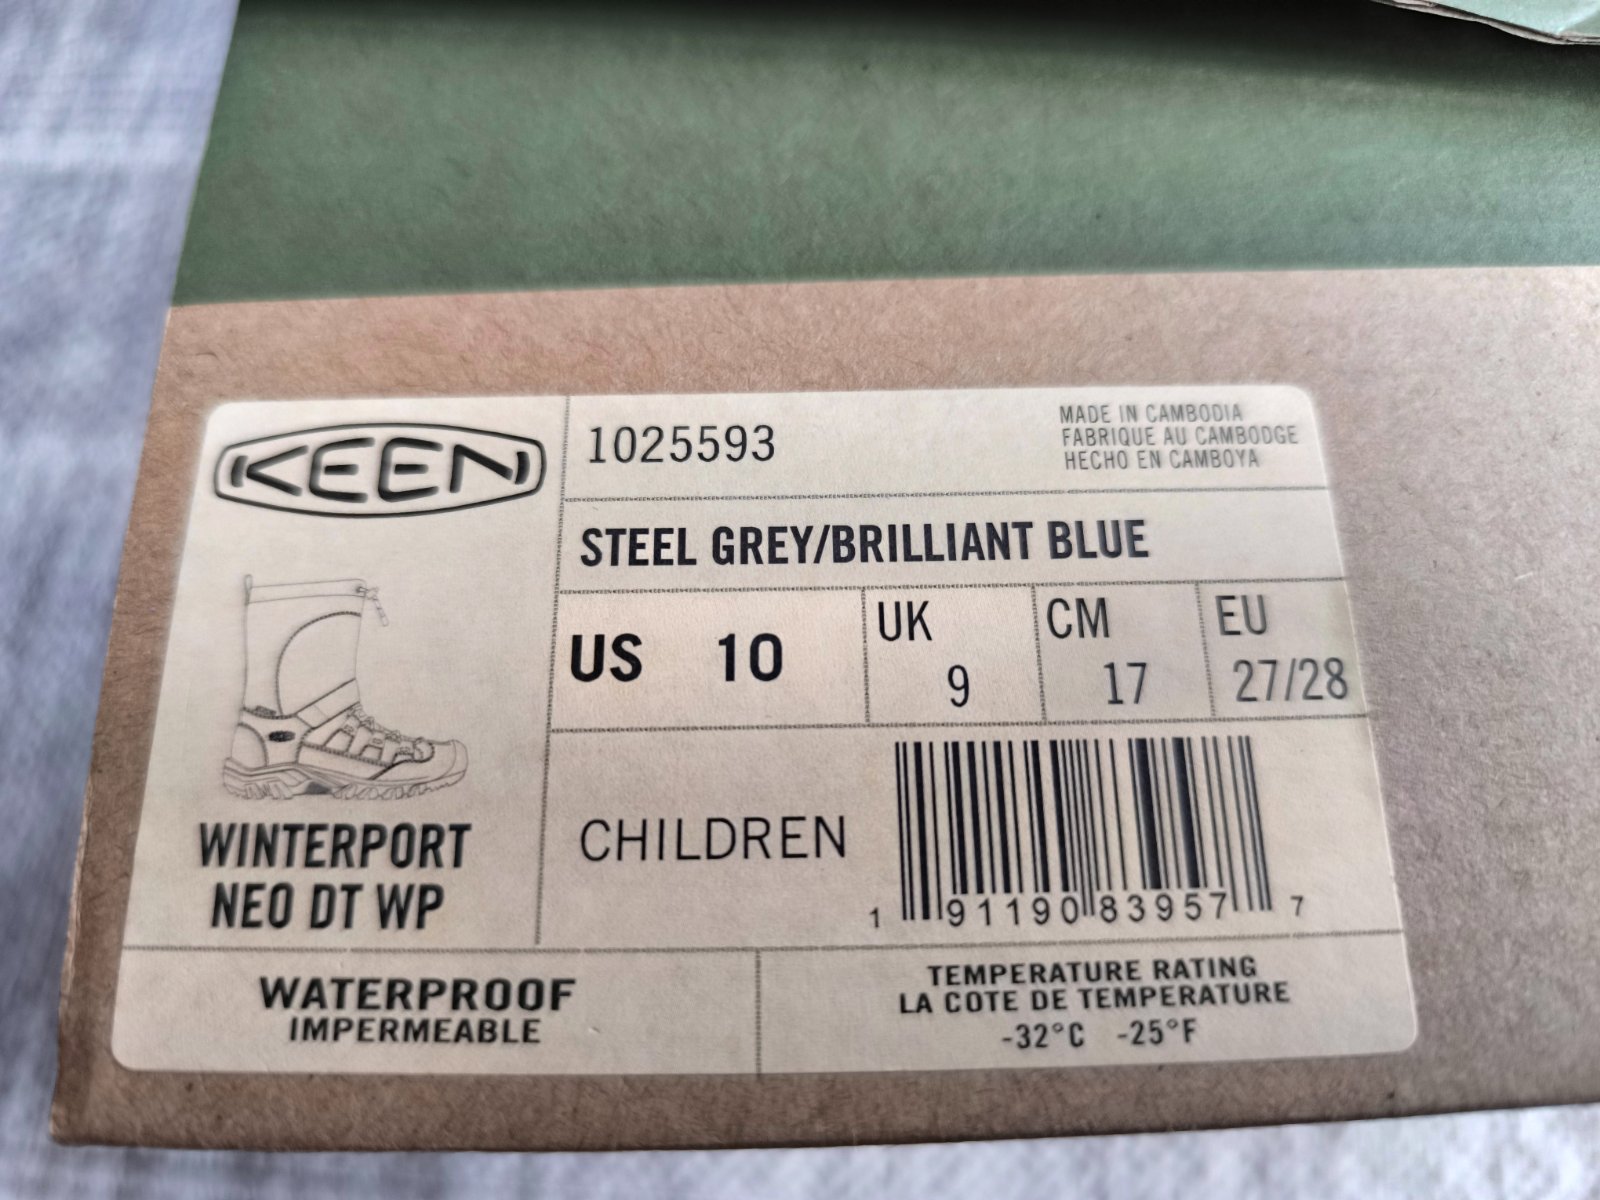 KEEN
1025593
MADE IN CAMBODIA
FABRIQUE AU CAMBODGE
HECHO EN CAMBOYA
STEEL GREY/BRILLIANT BLUE
US 10
UK 9
CM 17
EU 27/28
WINTERPORT
NEO DT WP
CHILDREN
1 91190 83957 7
WATERPROOF
IMPERMEABLE
TEMPERATURE RATING
LA COTE DE TEMPERATURE
-32°C -25°F